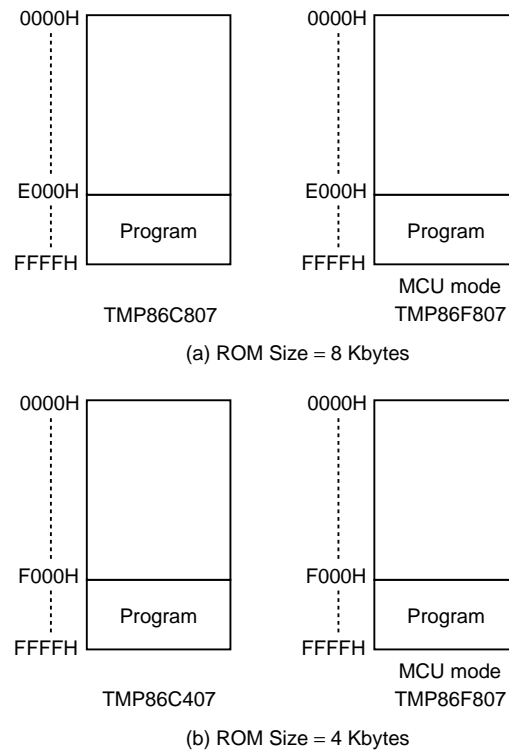 0000H 0000H
E000H E000H
Program Program
FFFFH FFFFH
MCU mode
TMP86C807 TMP86F807
(a) ROM Size = 8 Kbytes
0000H 0000H
F000H F000H
Program Program
FFFFH FFFFH
MCU mode
TMP86C407 TMP86F807
(b) ROM Size = 4 Kbytes